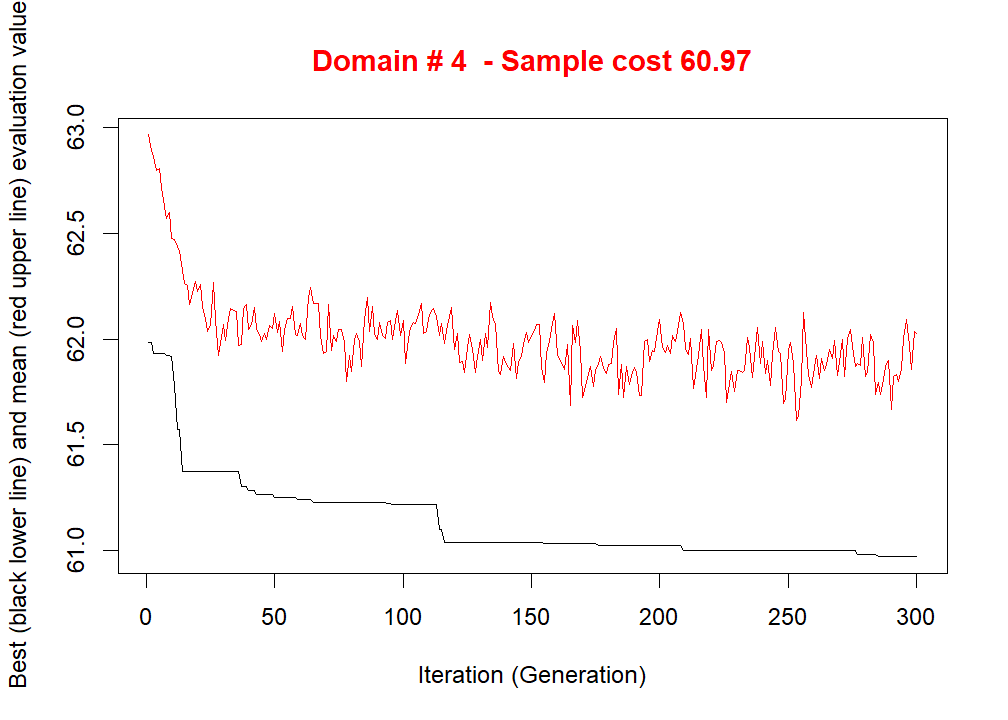 Domain # 4  - Sample cost 60.97
Best (black lower line) and mean (red upper line) evaluation value
63.0
62.5
62.0
61.5
61.0
0 50 100 150 200 250 300
Iteration (Generation)